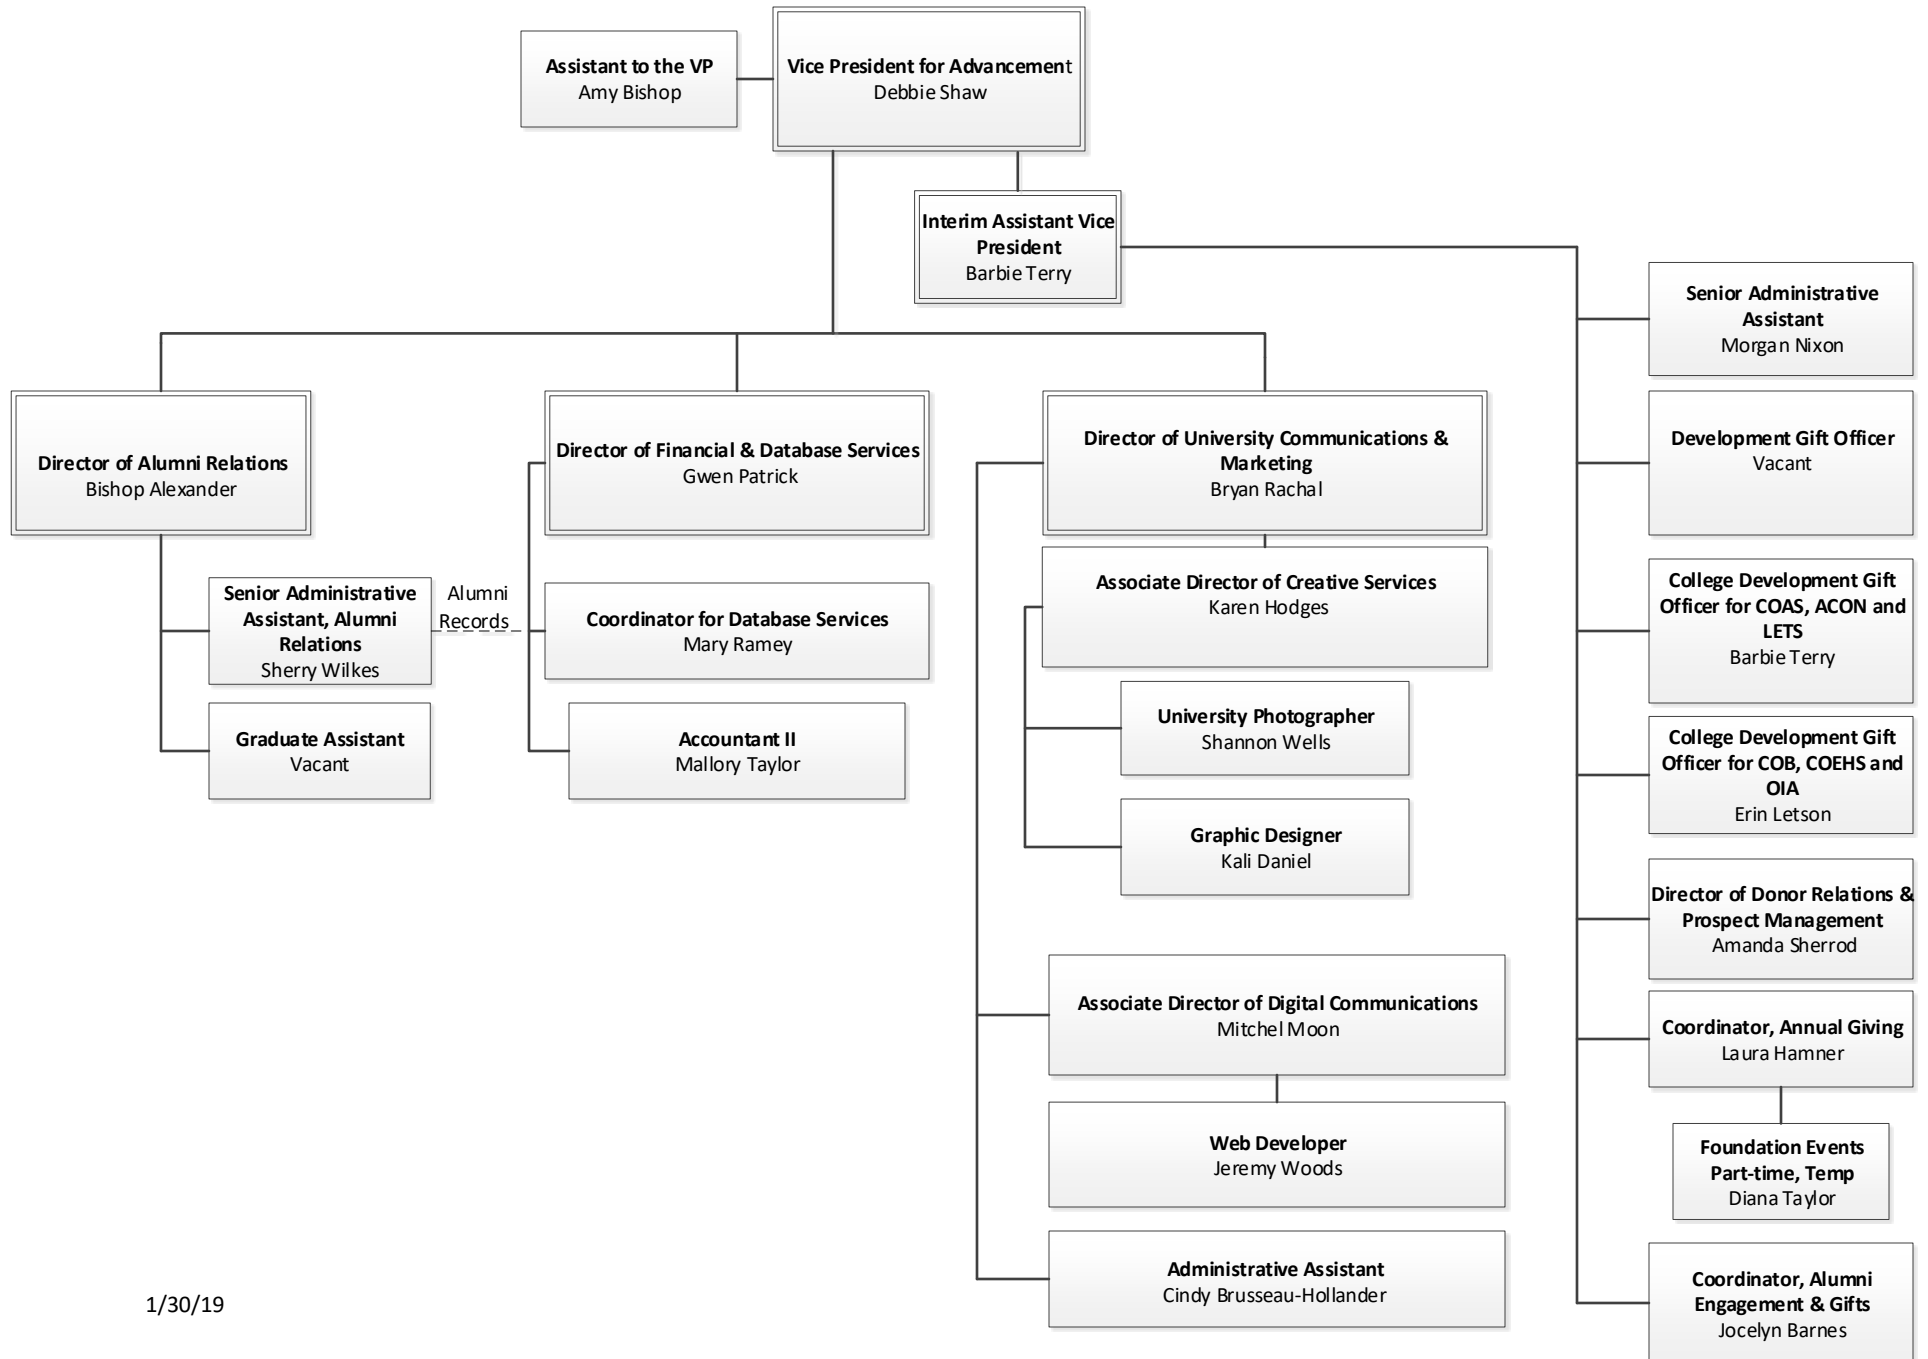 Assistant to the VP
Amy Bishop
Vice President for Advancement
Debbie Shaw
Interim Assistant Vice
President
Barbie Terry
Director of Alumni Relations
Bishop Alexander
Senior Administrative
Assistant, Alumni
Relations
Sherry Wilkes
Alumni
Records
Graduate Assistant
Vacant
Director of Financial & Database Services
Gwen Patrick
Coordinator for Database Services
Mary Ramey
Accountant II
Mallory Taylor
Director of University Communications &
Marketing
Bryan Rachal
Associate Director of Creative Services
Karen Hodges
University Photographer
Shannon Wells
Graphic Designer
Kali Daniel
Associate Director of Digital Communications
Mitchel Moon
Web Developer
Jeremy Woods
Administrative Assistant
Cindy Brusseau-Hollander
Senior Administrative
Assistant
Morgan Nixon
Development Gift Officer
Vacant
College Development Gift
Officer for COAS, ACON and
LETS
Barbie Terry
College Development Gift
Officer for COB, COEHS and
OIA
Erin Letson
Director of Donor Relations &
Prospect Management
Amanda Sherrod
Coordinator, Annual Giving
Laura Hamner
Foundation Events
Part-time, Temp
Diana Taylor
Coordinator, Alumni
Engagement & Gifts
Jocelyn Barnes
1/30/19